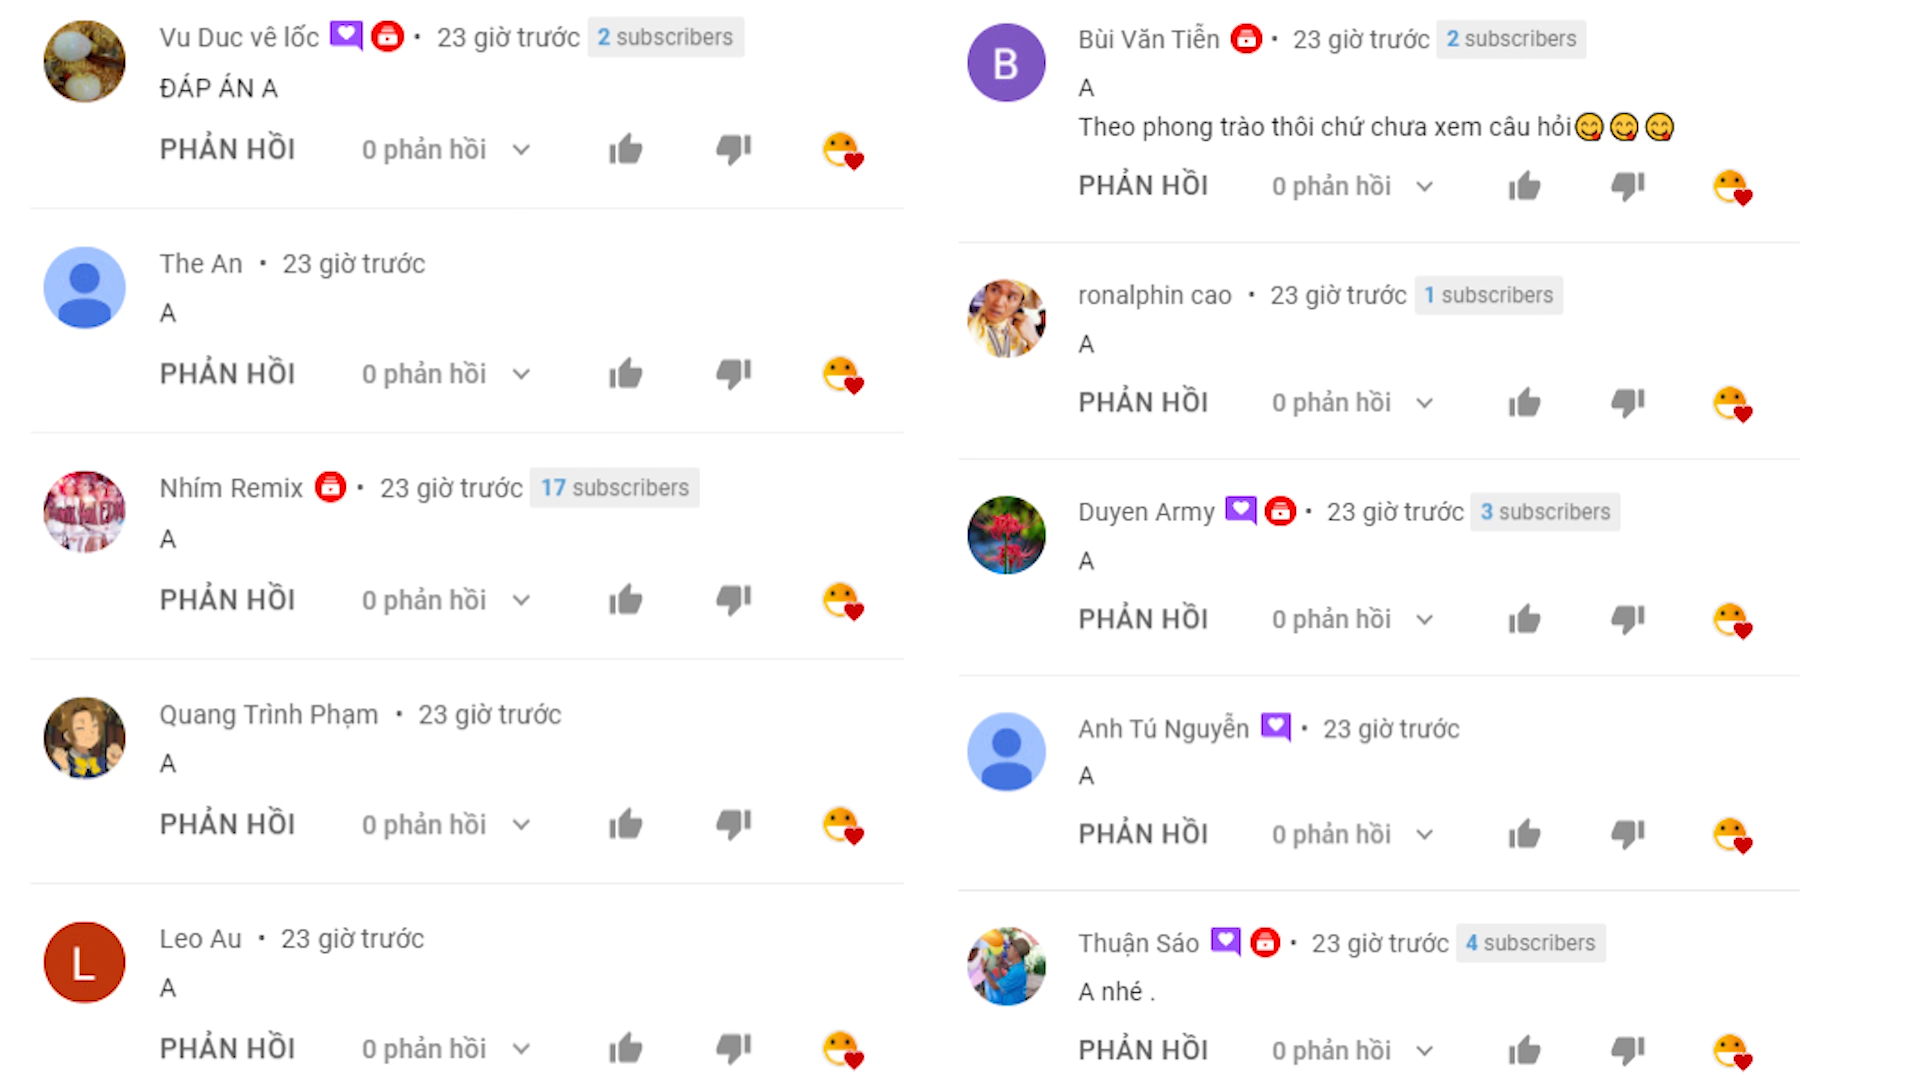 Vu Duc vê lốc • 23 giờ trước 2 subscribers
ĐÁP ÁN A
PHẢN HỒI 0 phản hồi
The An • 23 giờ trước
A
PHẢN HỒI 0 phản hồi
Nhím Remix • 23 giờ trước 17 subscribers
A
PHẢN HỒI 0 phản hồi
Quang Trình Phạm • 23 giờ trước
A
PHẢN HỒI 0 phản hồi
L
Leo Au • 23 giờ trước
A
PHẢN HỒI 0 phản hồi
B
Bùi Văn Tiễn • 23 giờ trước 2 subscribers
A
Theo phong trào thôi chứ chưa xem câu hỏi😋😋😋
PHẢN HỒI 0 phản hồi
ronalphin cao • 23 giờ trước 1 subscribers
A
PHẢN HỒI 0 phản hồi
Duyen Army • 23 giờ trước 3 subscribers
A
PHẢN HỒI 0 phản hồi
Anh Tú Nguyễn • 23 giờ trước
A
PHẢN HỒI 0 phản hồi
Thuận Sáo • 23 giờ trước 4 subscribers
A nhé .
PHẢN HỒI 0 phản hồi